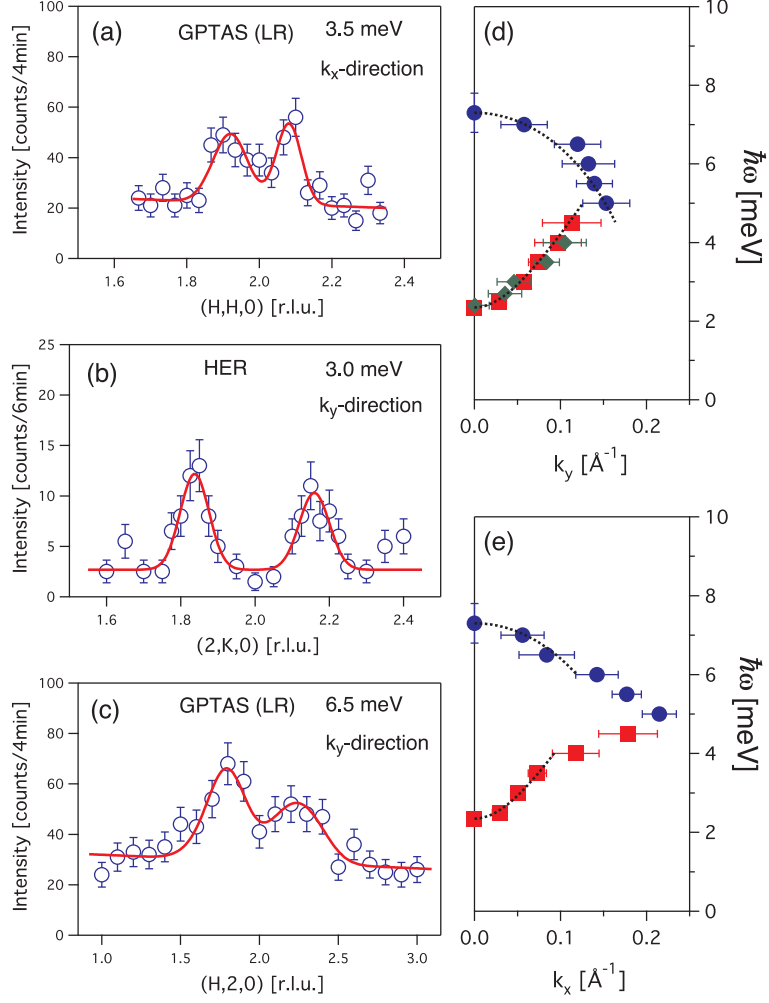 (a) GPTAS (LR) 3.5 meV
kx-direction
Intensity [counts/4min]
100
80
60
40
20
0
1.6 1.8 2.0 2.2 2.4
(H,H,0) [r.l.u.]
(b) HER 3.0 meV
ky-direction
Intensity [counts/6min]
25
20
15
10
5
0
1.6 1.8 2.0 2.2 2.4
(2,K,0) [r.l.u.]
(c) GPTAS (LR) 6.5 meV
ky-direction
Intensity [counts/4min]
100
80
60
40
20
0
1.0 1.5 2.0 2.5 3.0
(H,2,0) [r.l.u.]
(d)
10
8
6
4
2
0
ħω [meV]
0.0 0.1 0.2
ky [Å⁻¹]
(e)
10
8
6
4
2
0
ħω [meV]
0.0 0.1 0.2
kx [Å⁻¹]